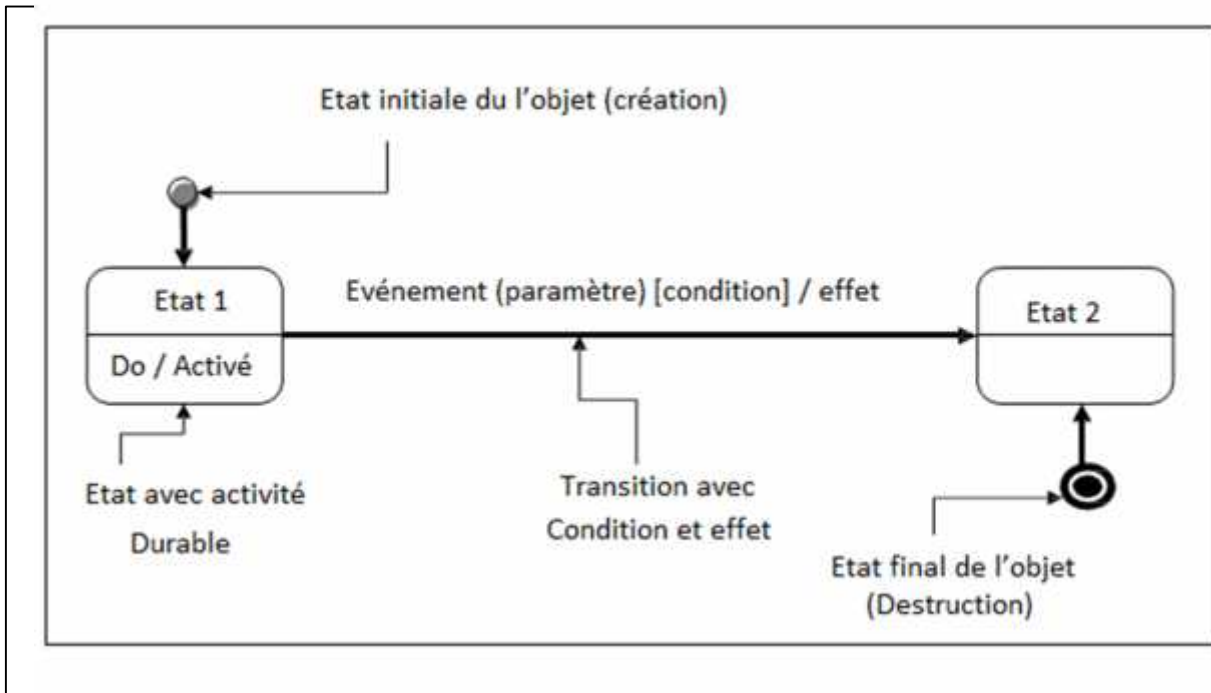 Etat initiale du l’objet (création)
Etat 1
Do / Activé
Evénement (paramètre) [condition] / effet
Etat 2
Etat avec activité
Durable
Transition avec
Condition et effet
Etat final de l’objet
(Destruction)